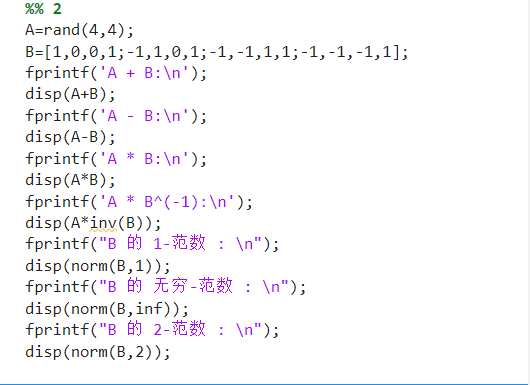 %% 2
A=rand(4,4);
B=[1,0,0,1;-1,1,0,1;-1,-1,1,1;-1,-1,-1,1];
fprintf('A + B:\n');
disp(A+B);
fprintf('A - B:\n');
disp(A-B);
fprintf('A * B:\n');
disp(A*B);
fprintf('A * B^(-1):\n');
disp(A*inv(B));
fprintf("B 的 1-范数 : \n");
disp(norm(B,1));
fprintf("B 的 无穷-范数 : \n");
disp(norm(B,inf));
fprintf("B 的 2-范数 : \n");
disp(norm(B,2));